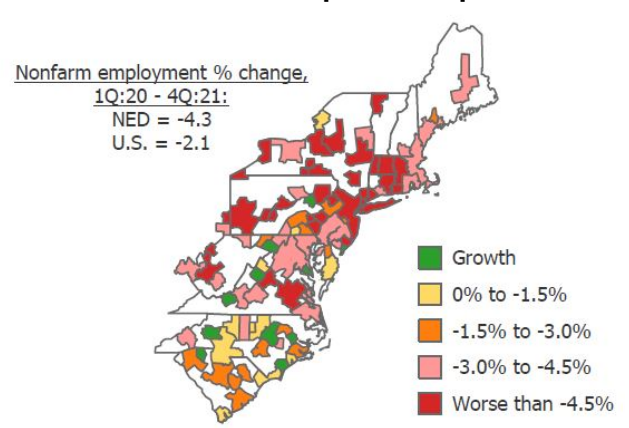 Nonfarm employment % change,
1Q:20 - 4Q:21:
NED = -4.3
U.S. = -2.1
Growth
0% to -1.5%
-1.5% to -3.0%
-3.0% to -4.5%
Worse than -4.5%